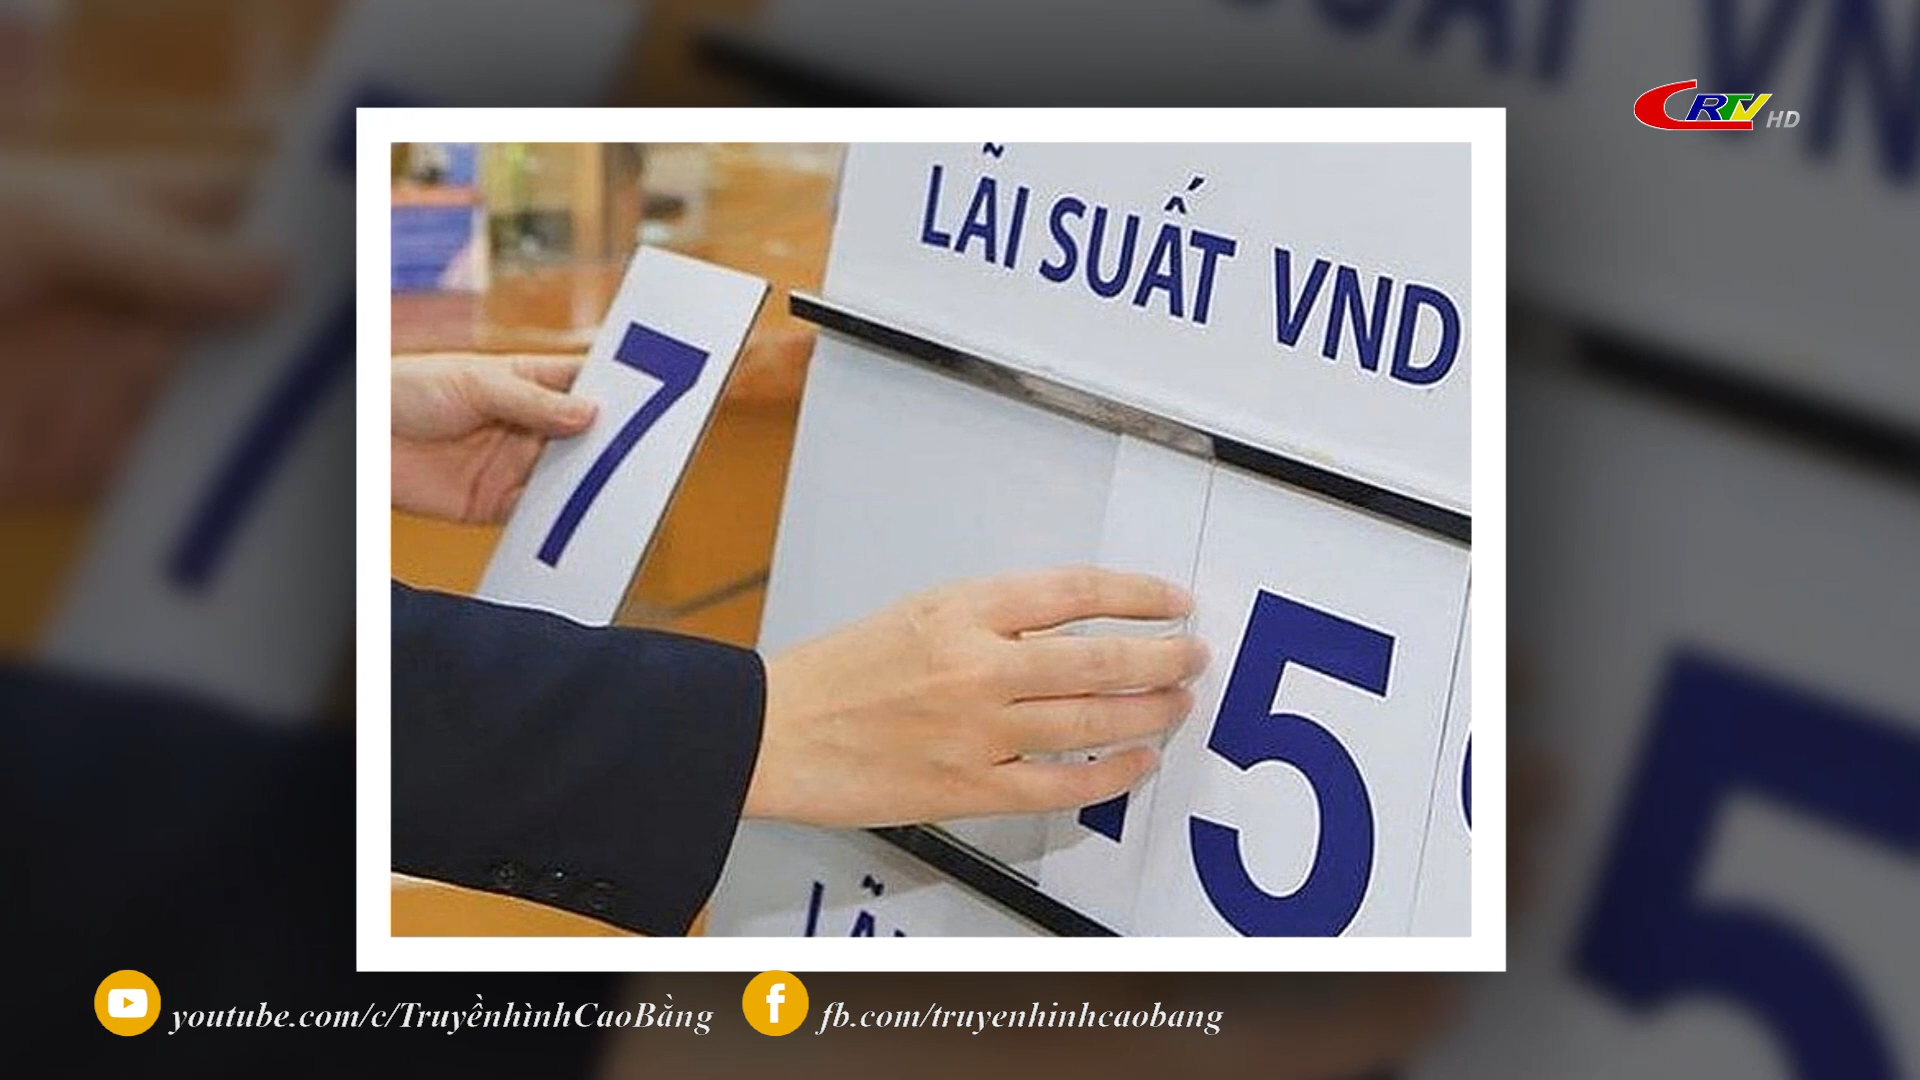 CRTV HD
LÃI SUẤT VND
7
5
youtube.com/c/TruyềnhìnhCaoBằng
fb.com/truyenhinhcaobang